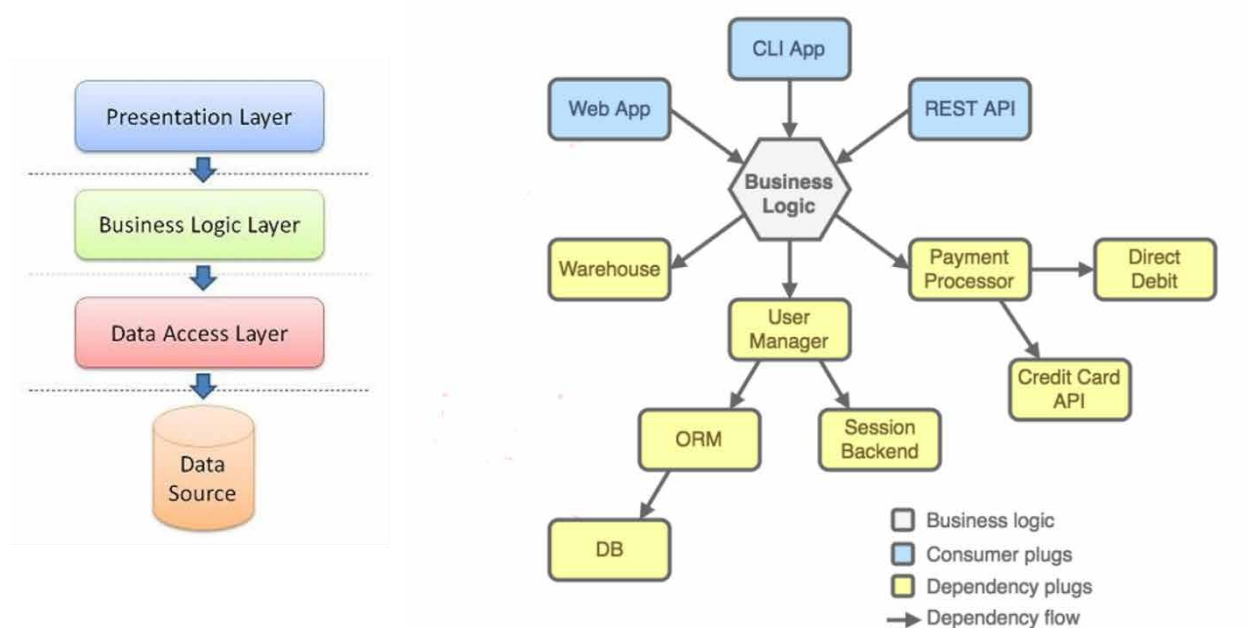 Presentation Layer
Business Logic Layer
Data Access Layer
Data
Source
CLI App
Web App
REST API
Business
Logic
Warehouse
Payment
Processor
Direct
Debit
User
Manager
Credit Card
API
ORM
Session
Backend
DB
Business logic
Consumer plugs
Dependency plugs
Dependency flow